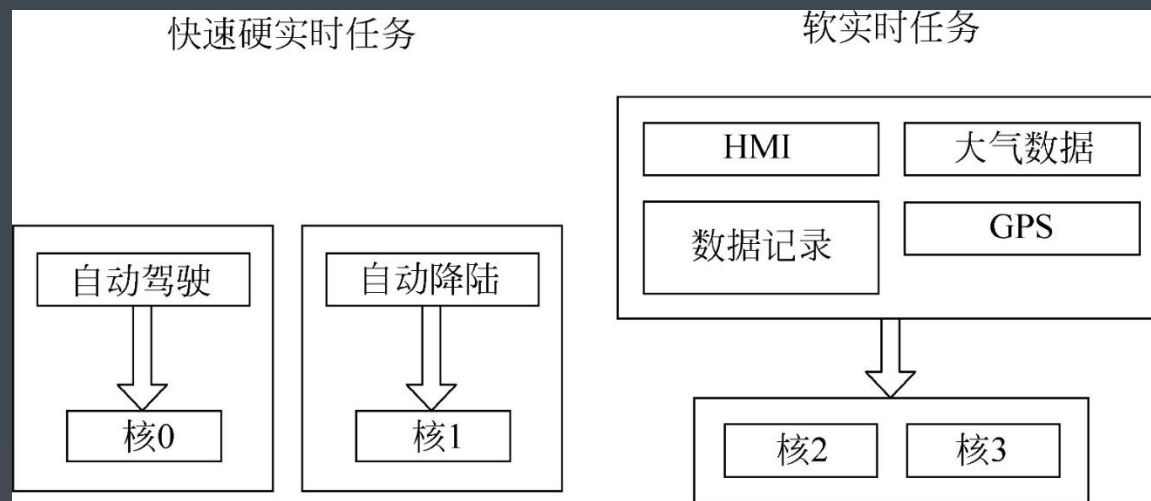 快速硬实时任务
软实时任务
自动驾驶
核0
自动降陆
核1
HMI
大气数据
数据记录
GPS
核2
核3